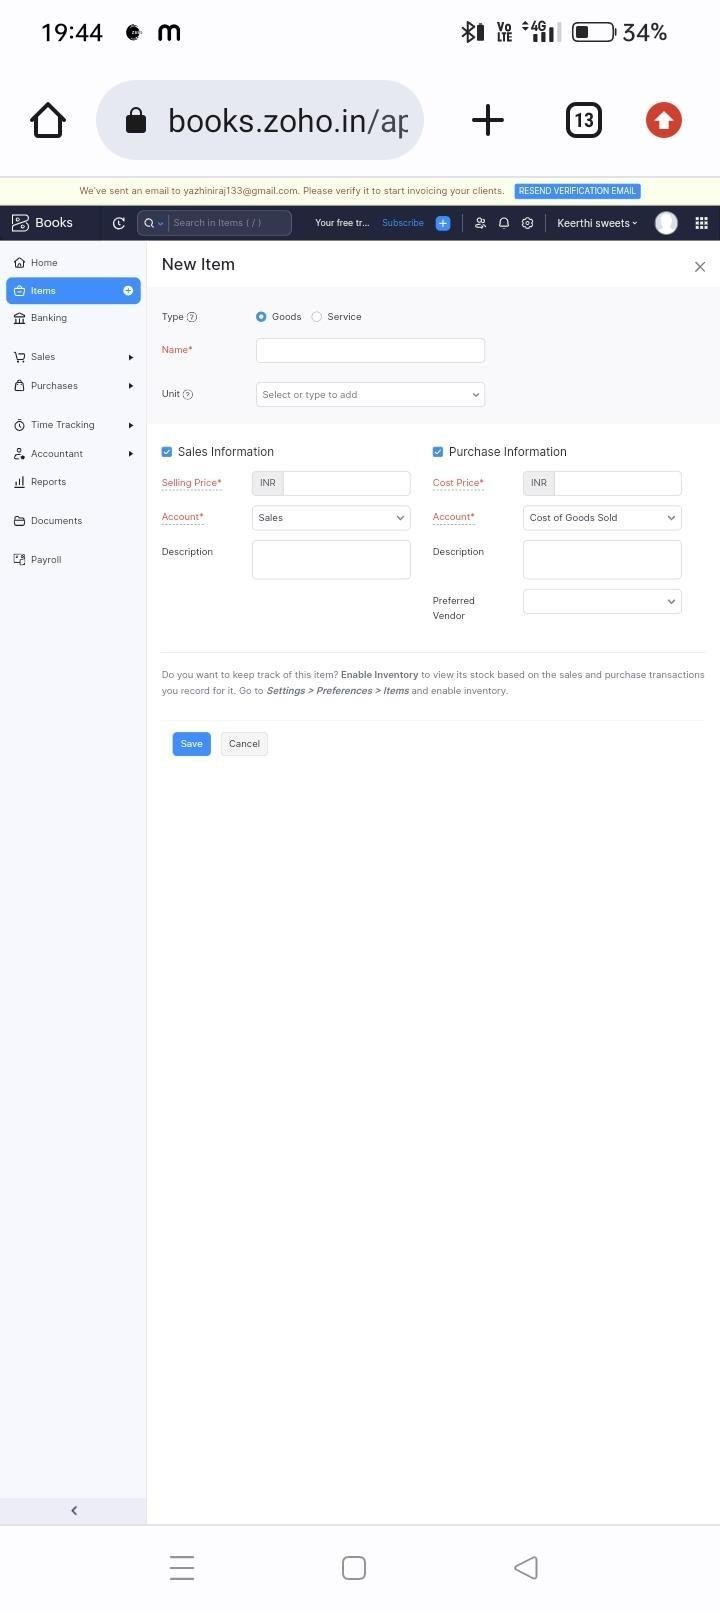 19:44
m
Vo LTE 4G 34%
books.zoho.in/ap
13
We've sent an email to yazhiniraj133@gmail.com. Please verify it to start invoicing your clients. RESEND VERIFICATION EMAIL
Books
Search in Items ( / )
Your free tr... Subscribe
Keerthi sweets
Home
Items
Banking
Sales
Purchases
Time Tracking
Accountant
Reports
Documents
Payroll
New Item
Type ? Goods Service
Name*
Unit ? Select or type to add
Sales Information
Selling Price* INR
Account* Sales
Description
Purchase Information
Cost Price* INR
Account* Cost of Goods Sold
Description
Preferred
Vendor
Do you want to keep track of this item? Enable Inventory to view its stock based on the sales and purchase transactions
you record for it. Go to Settings > Preferences > Items and enable inventory.
Save Cancel